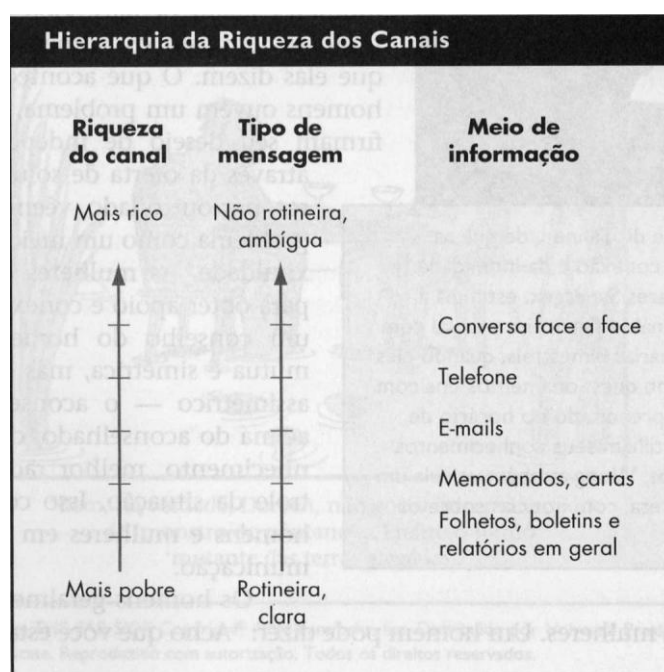 Hierarquia da Riqueza dos Canais
Riqueza do canal
Tipo de mensagem
Meio de informação
Mais rico
Não rotineira, ambígua
Conversa face a face
Telefone
E-mails
Memorandos, cartas
Folhetos, boletins e
relatórios em geral
Mais pobre
Rotineira, clara